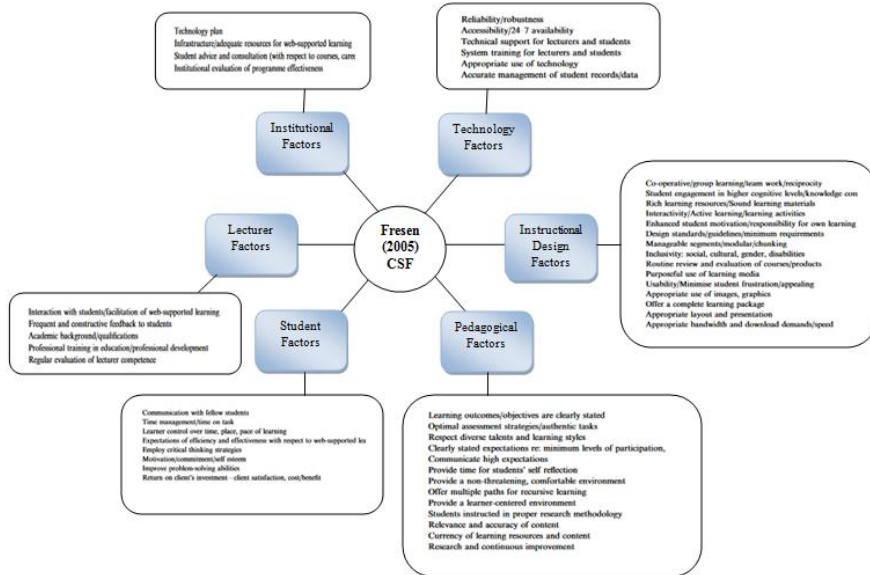 Technology plan
Infrastructure/adequate resources for web-supported learning
Student advice and consultation (with respect to courses, caree
Institutional evaluation of programme effectiveness
Reliability/robustness
Accessibility/24-7 availability
Technical support for lecturers and students
System training for lecturers and students
Appropriate use of technology
Accurate management of student records/data
Institutional
Factors
Technology
Factors
Lecturer
Factors
Fresen
(2005)
CSF
Instructional
Design
Factors
Student
Factors
Pedagogical
Factors
Co-operative/group learning/team work/reciprocity
Student engagement in higher cognitive levels/knowledge con
Rich learning resources/Sound learning materials
Interactivity/Active learning/learning activities
Enhanced student motivation/responsibility for own learning
Design standards/guidelines/minimum requirements
Manageable segments/modular/chunking
Inclusivity: social, cultural, gender, disabilities
Routine review and evaluation of courses/products
Purposeful use of learning media
Usability/Minimise student frustration/appealing
Appropriate use of images, graphics
Offer a complete learning package
Appropriate layout and presentation
Appropriate bandwidth and download demands/speed
Interaction with students/facilitation of web-supported learning
Frequent and constructive feedback to students
Academic background/qualifications
Professional training in education/professional development
Regular evaluation of lecturer competence
Communication with fellow students
Time management/time on task
Learner control over time, place, pace of learning
Expectations of efficiency and effectiveness with respect to web-supported lea
Employ critical thinking strategies
Motivation/commitment/self esteem
Improve problem-solving abilities
Return on client's investment—client satisfaction, cost/benefit
Learning outcomes/objectives are clearly stated
Optimal assessment strategies/authentic tasks
Respect diverse talents and learning styles
Clearly stated expectations re: minimum levels of participation,
Communicate high expectations
Provide time for students' self reflection
Provide a non-threatening, comfortable environment
Offer multiple paths for recursive learning
Provide a learner-centered environment
Students instructed in proper research methodology
Relevance and accuracy of content
Currency of learning resources and content
Research and continuous improvement